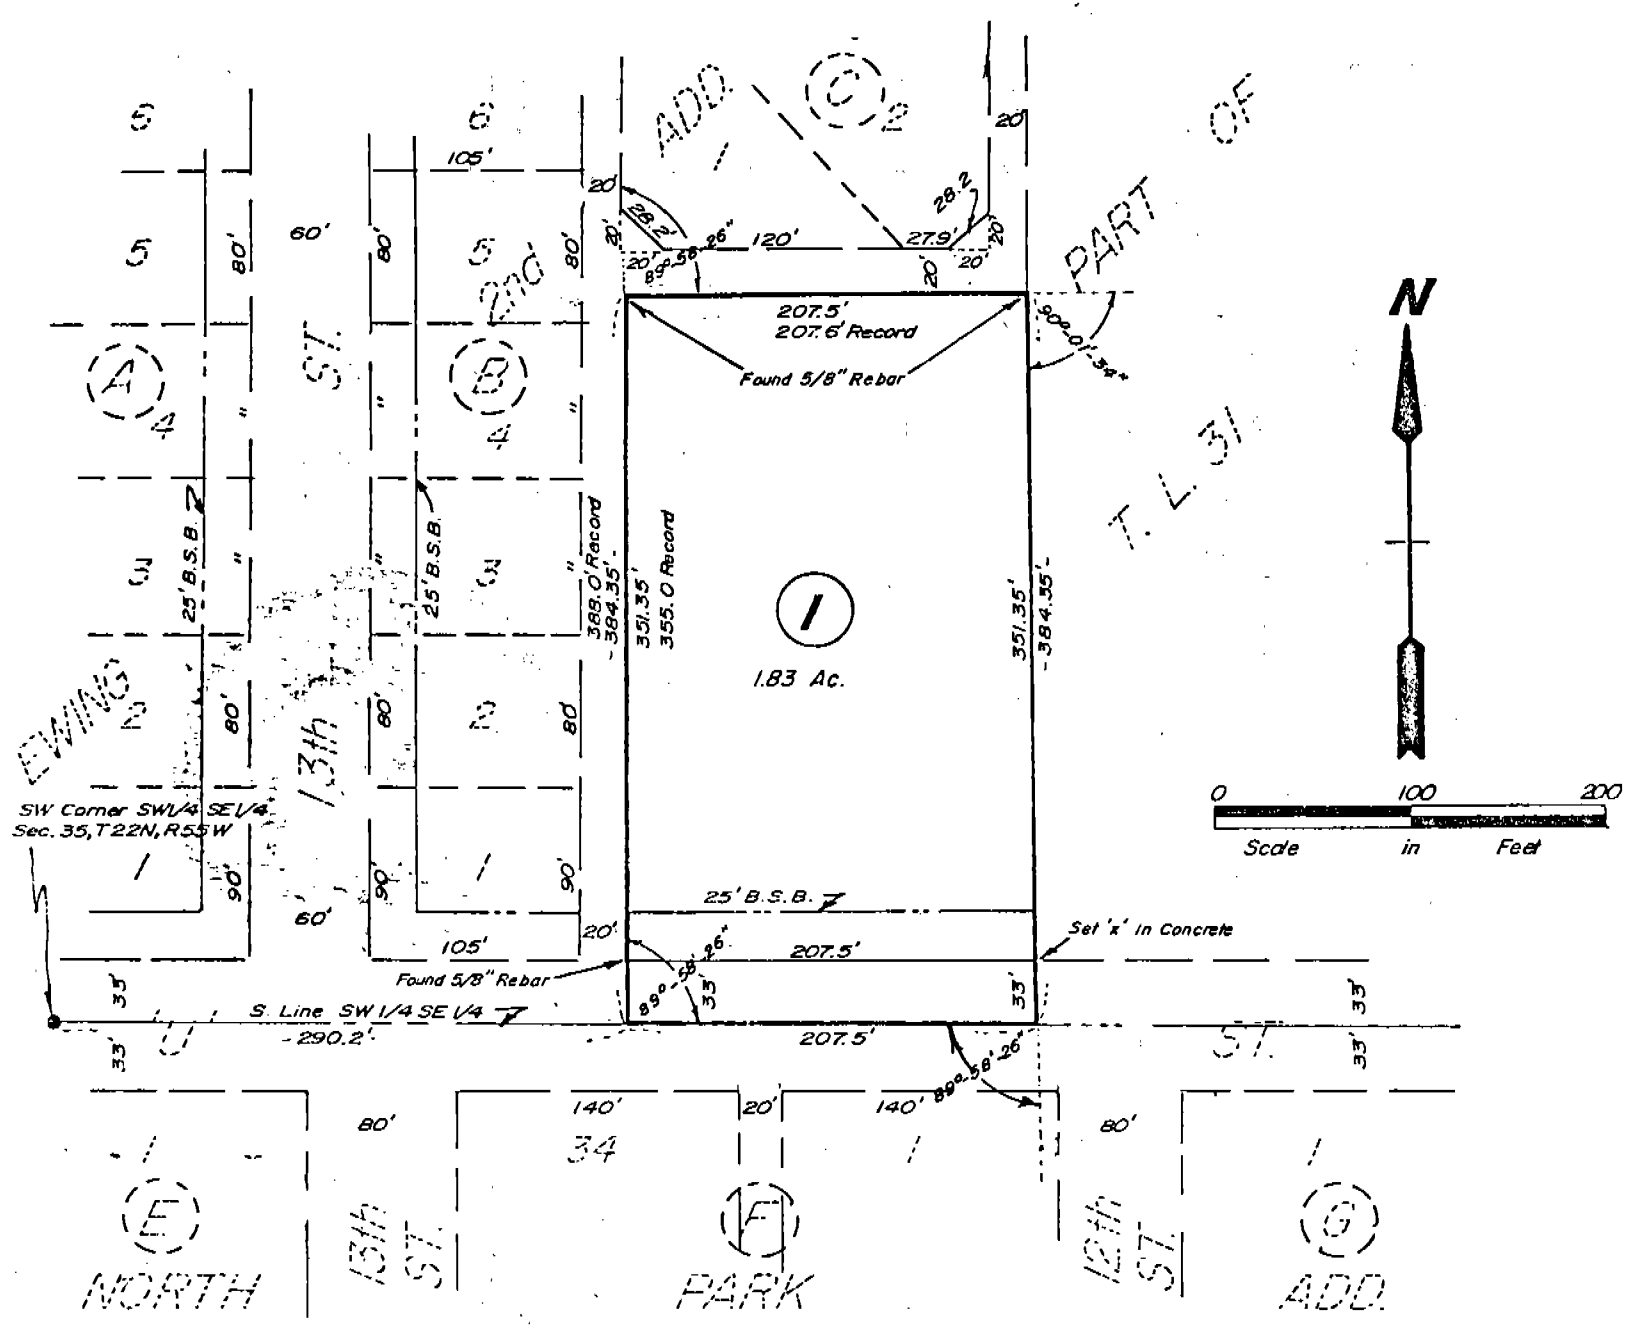 6
6
105'
20'
ADD.
1
C
2
20'
OF
5
80'
60'
80'
5
80'
2nd
20'
28.2'
20'
89°-58'-26"
120'
27.9'
28.2
20'
20'
20'
PART
207.5'
207.6' Record
Found 5/8" Rebar
90°-01'-34"
N
A
4
"
ST.
"
B
4
"
T. L. 31
25' B.S.B.
3
"
"
25' B.S.B.
3
"
388.0' Record
-384.35'-
351.35'
355.0 Record
1
1.83 Ac.
351.35'
-384.35'-
EWING
2
80'
13th
80'
2
80'
0 100 200
Scale in Feet
SW Corner SW1/4 SE1/4
Sec. 35, T22N, R55W
1
90'
60'
90'
1
90'
20'
105'
25' B.S.B.
207.5'
Set 'x' in Concrete
Found 5/8" Rebar
89°-58'-26"
33'
33'
33'
S. Line SW 1/4 SE 1/4
33'
U
-290.2'-
207.5'
89°-58'-26"
ST.
33'
33'
80'
140'
20'
140'
80'
1
34
1
1
E
13th
ST.
F
12th
ST.
G
NORTH PARK ADD.